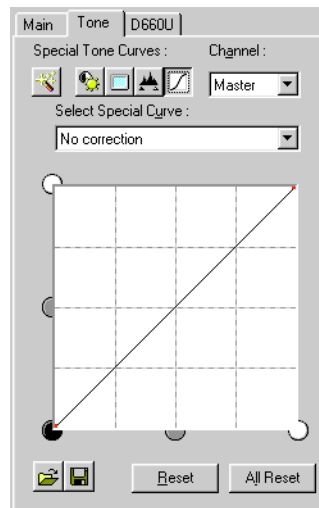 Main Tone D660U
Special Tone Curves : Channel :
Master
Select Special Curve :
No correction
Reset All Reset